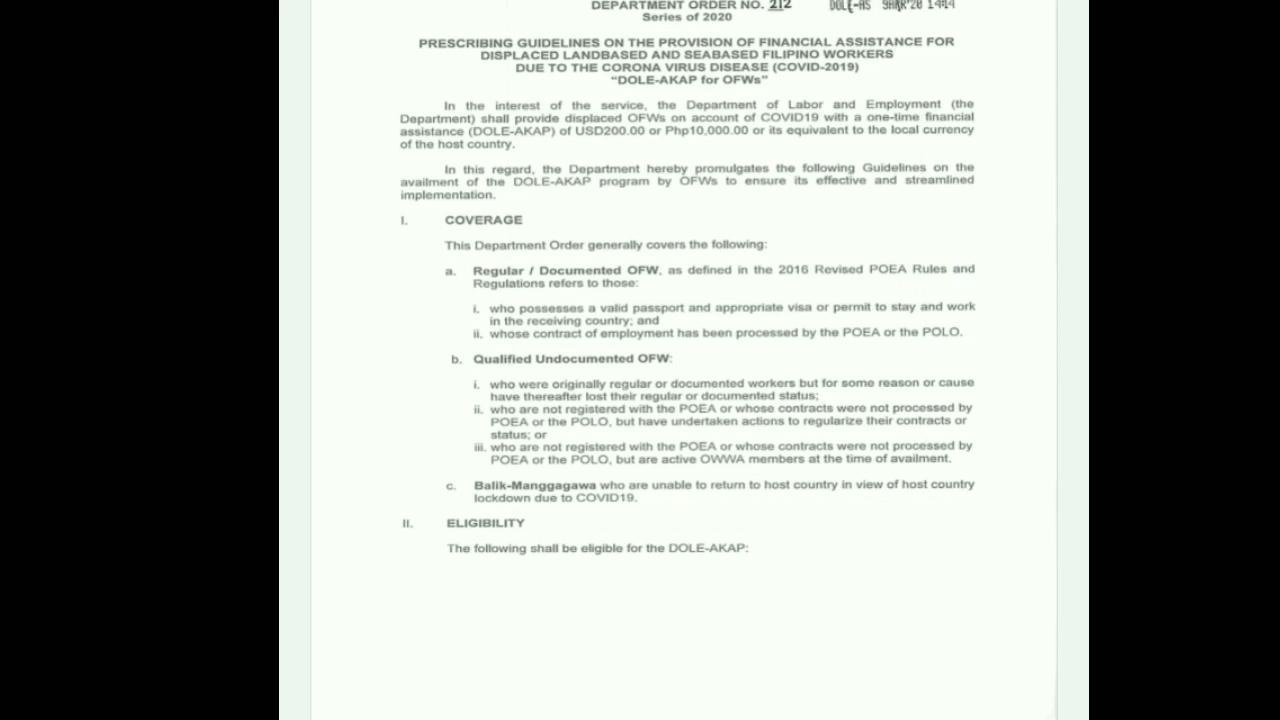 DEPARTMENT ORDER NO. 212 DOLE-AS 9APR'20 1414
Series of 2020
PRESCRIBING GUIDELINES ON THE PROVISION OF FINANCIAL ASSISTANCE FOR
DISPLACED LANDBASED AND SEABASED FILIPINO WORKERS
DUE TO THE CORONA VIRUS DISEASE (COVID-2019)
“DOLE-AKAP for OFWs”
In the interest of the service, the Department of Labor and Employment (the
Department) shall provide displaced OFWs on account of COVID19 with a one-time financial
assistance (DOLE-AKAP) of USD200.00 or Php10,000.00 or its equivalent to the local currency
of the host country.
In this regard, the Department hereby promulgates the following Guidelines on the
availment of the DOLE-AKAP program by OFWs to ensure its effective and streamlined
implementation.
I. COVERAGE
This Department Order generally covers the following:
a. Regular / Documented OFW, as defined in the 2016 Revised POEA Rules and
Regulations refers to those:
i. who possesses a valid passport and appropriate visa or permit to stay and work
in the receiving country; and
ii. whose contract of employment has been processed by the POEA or the POLO.
b. Qualified Undocumented OFW:
i. who were originally regular or documented workers but for some reason or cause
have thereafter lost their regular or documented status;
ii. who are not registered with the POEA or whose contracts were not processed by
POEA or the POLO, but have undertaken actions to regularize their contracts or
status; or
iii. who are not registered with the POEA or whose contracts were not processed by
POEA or the POLO, but are active OWWA members at the time of availment.
c. Balik-Manggagawa who are unable to return to host country in view of host country
lockdown due to COVID19.
II. ELIGIBILITY
The following shall be eligible for the DOLE-AKAP: